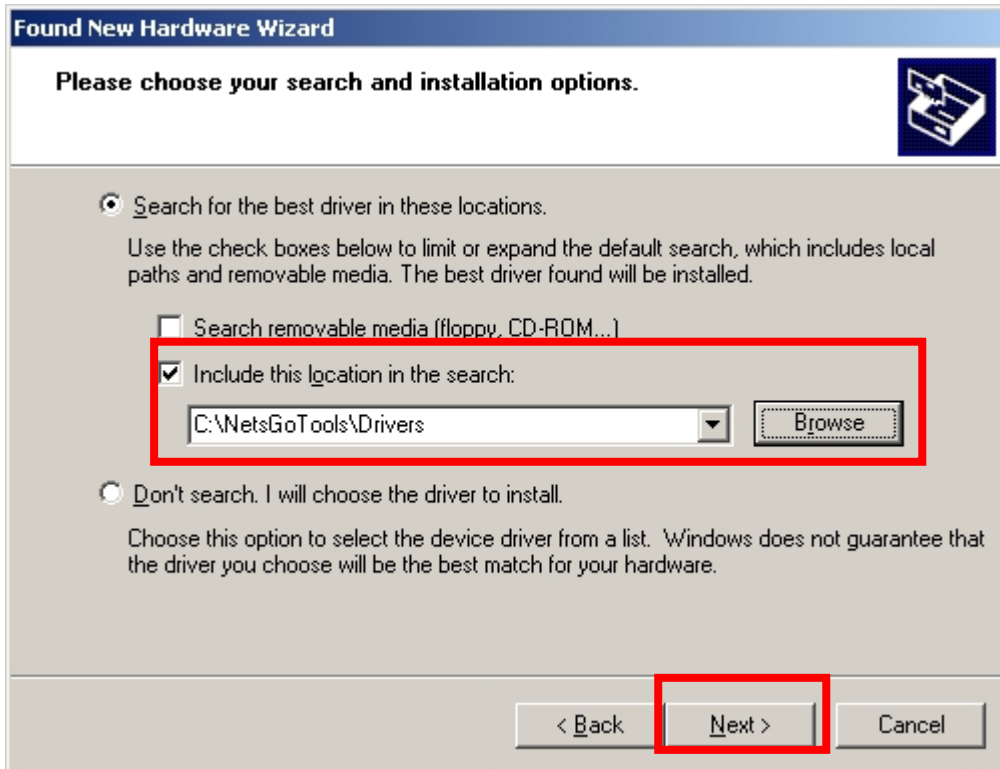 Found New Hardware Wizard
Please choose your search and installation options.
Search for the best driver in these locations.
Use the check boxes below to limit or expand the default search, which includes local
paths and removable media. The best driver found will be installed.
Search removable media (floppy, CD-ROM...)
Include this location in the search:
C:\NetsGoTools\Drivers
Browse
Don't search. I will choose the driver to install.
Choose this option to select the device driver from a list. Windows does not guarantee that
the driver you choose will be the best match for your hardware.
< Back Next > Cancel